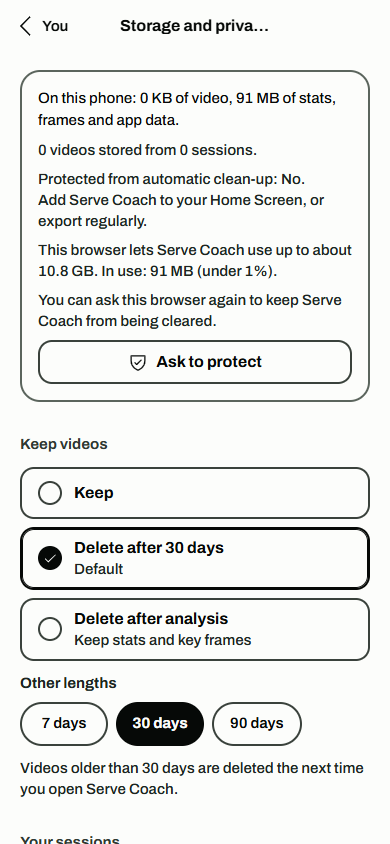 You
Storage and priva...
On this phone: 0 KB of video, 91 MB of stats,
frames and app data.
0 videos stored from 0 sessions.
Protected from automatic clean-up: No.
Add Serve Coach to your Home Screen, or
export regularly.
This browser lets Serve Coach use up to about
10.8 GB. In use: 91 MB (under 1%).
You can ask this browser again to keep Serve
Coach from being cleared.
Ask to protect
Keep videos
Keep
Delete after 30 days
Default
Delete after analysis
Keep stats and key frames
Other lengths
7 days
30 days
90 days
Videos older than 30 days are deleted the next time
you open Serve Coach.
Your sessions